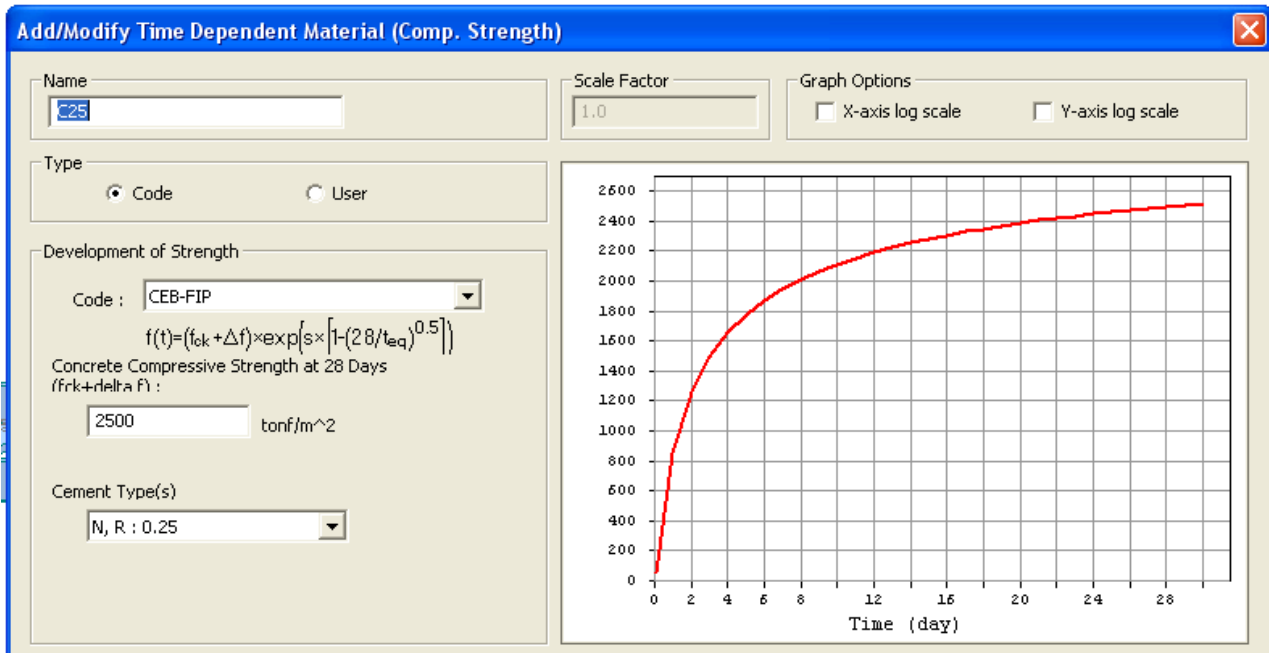 Add/Modify Time Dependent Material (Comp. Strength)
Name
C25
Scale Factor
1.0
Graph Options
X-axis log scale
Y-axis log scale
Type
Code
User
Development of Strength
Code :
CEB-FIP
f(t)=(fck+Δf)×exp(s×[1-(28/teq)^0.5])
Concrete Compressive Strength at 28 Days
(fck+delta f) :
2500
tonf/m^2
Cement Type(s)
N, R : 0.25
2600
2400
2200
2000
1800
1600
1400
1200
1000
800
600
400
200
0
0 2 4 6 8 12 16 20 24 28
Time (day)